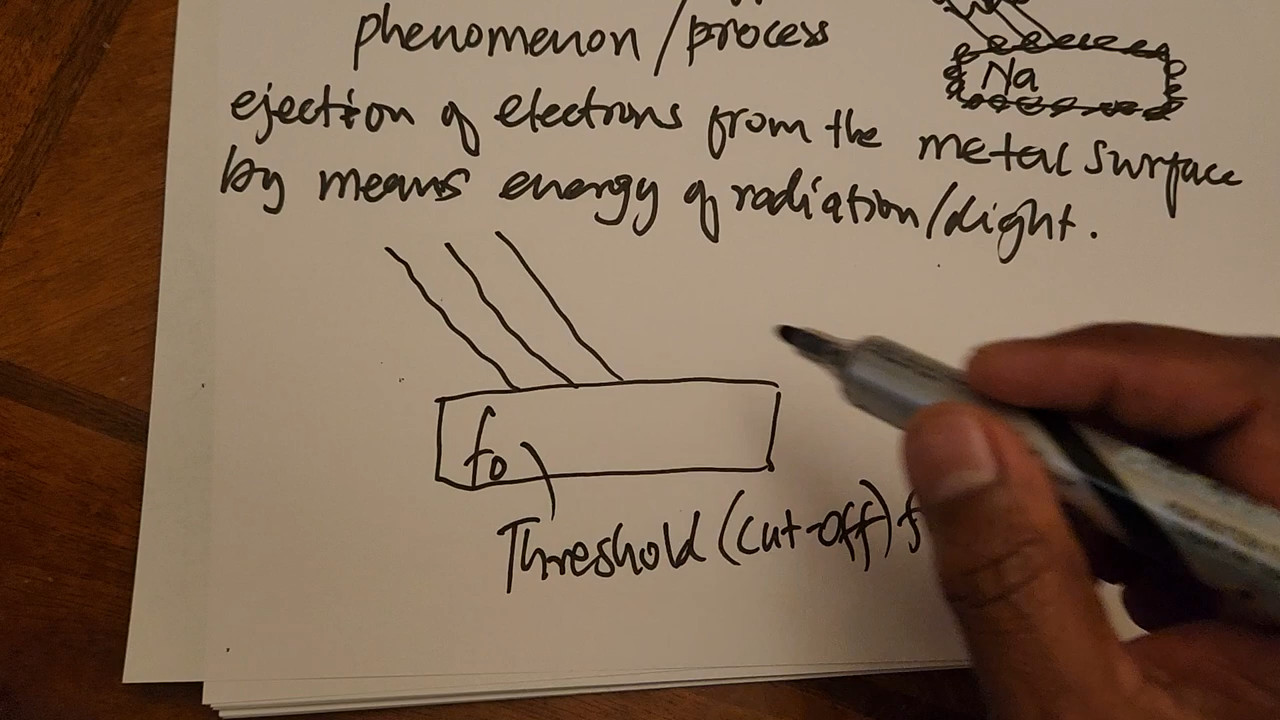 phenomenon/process
Na
ejection of electrons from the metal surface
by means energy of radiation/light.
fo
Threshold (cut-off) f